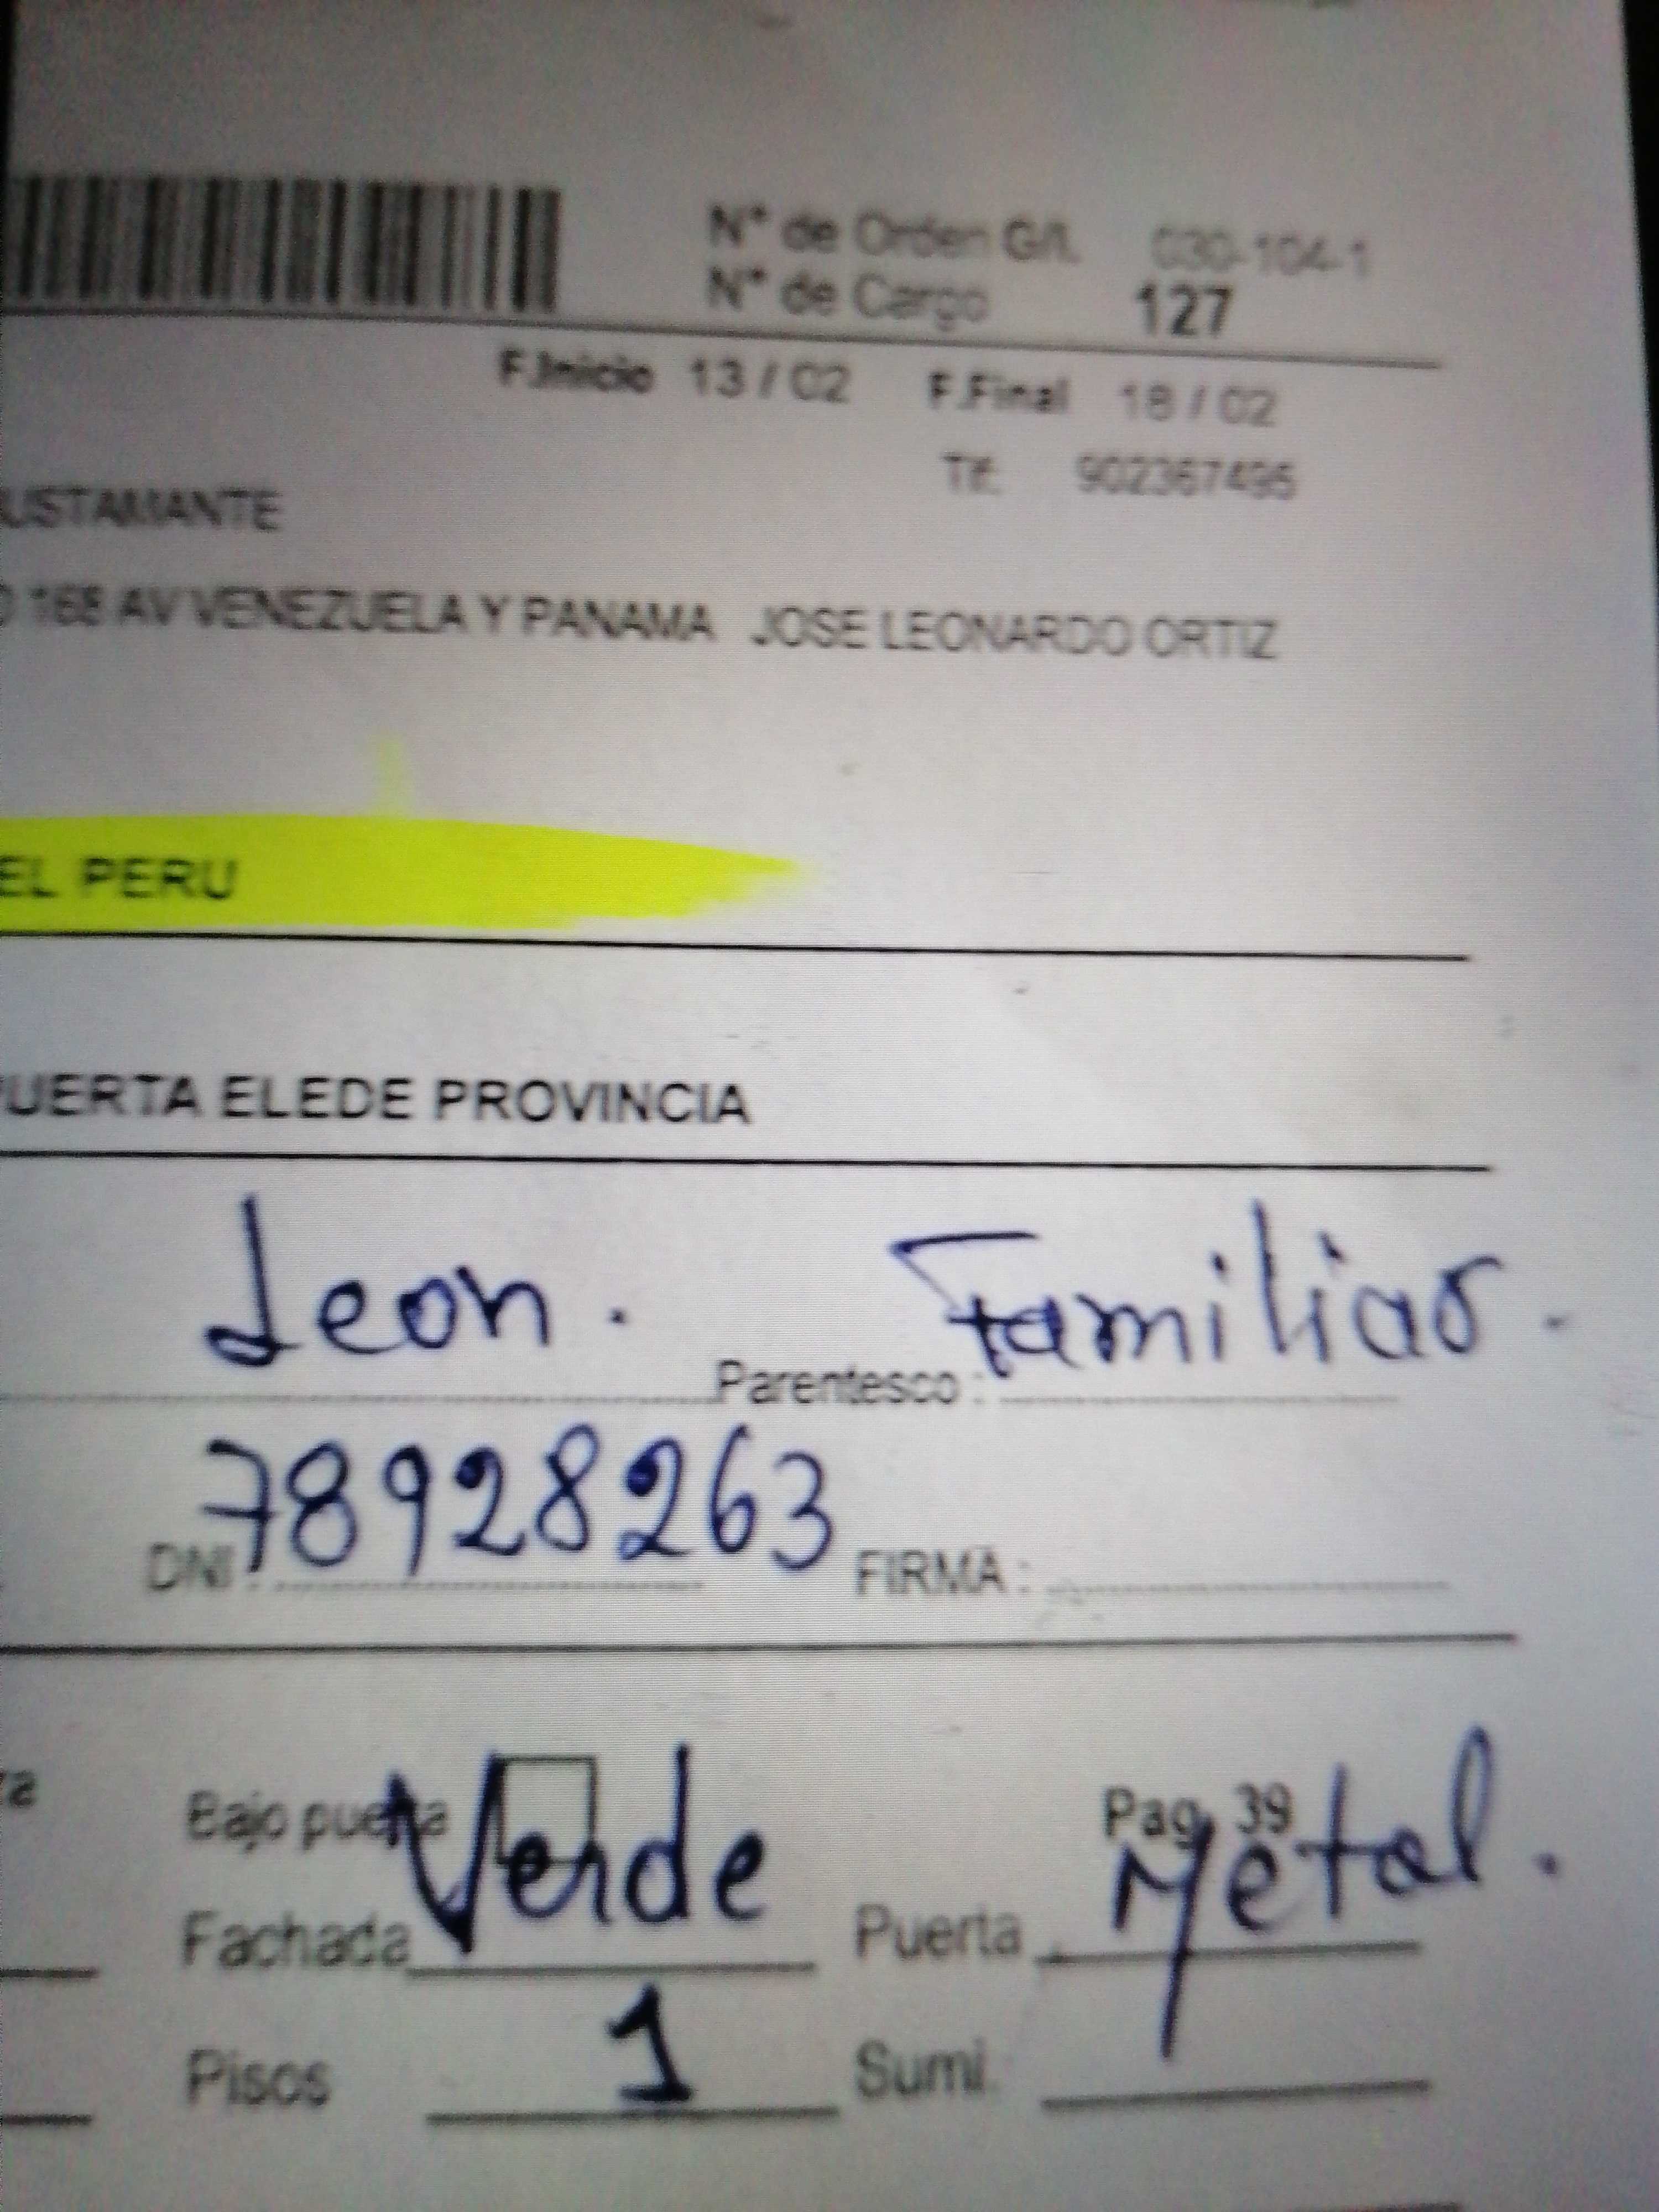 N° de Orden G/L 030-104-1
N° de Cargo 127
F.Inicio 13 / 02 F.Final 18 / 02
Tlf: 902367495
USTAMANTE
168 AV VENEZUELA Y PANAMA JOSE LEONARDO ORTIZ
EL PERU
UERTA ELEDE PROVINCIA
Leon. Parentesco : Familiar.
DNI : 78928263 FIRMA :
Bajo puerta Pag. 39
Fachada Verde Puerta Metal.
Pisos 1 Sumi.